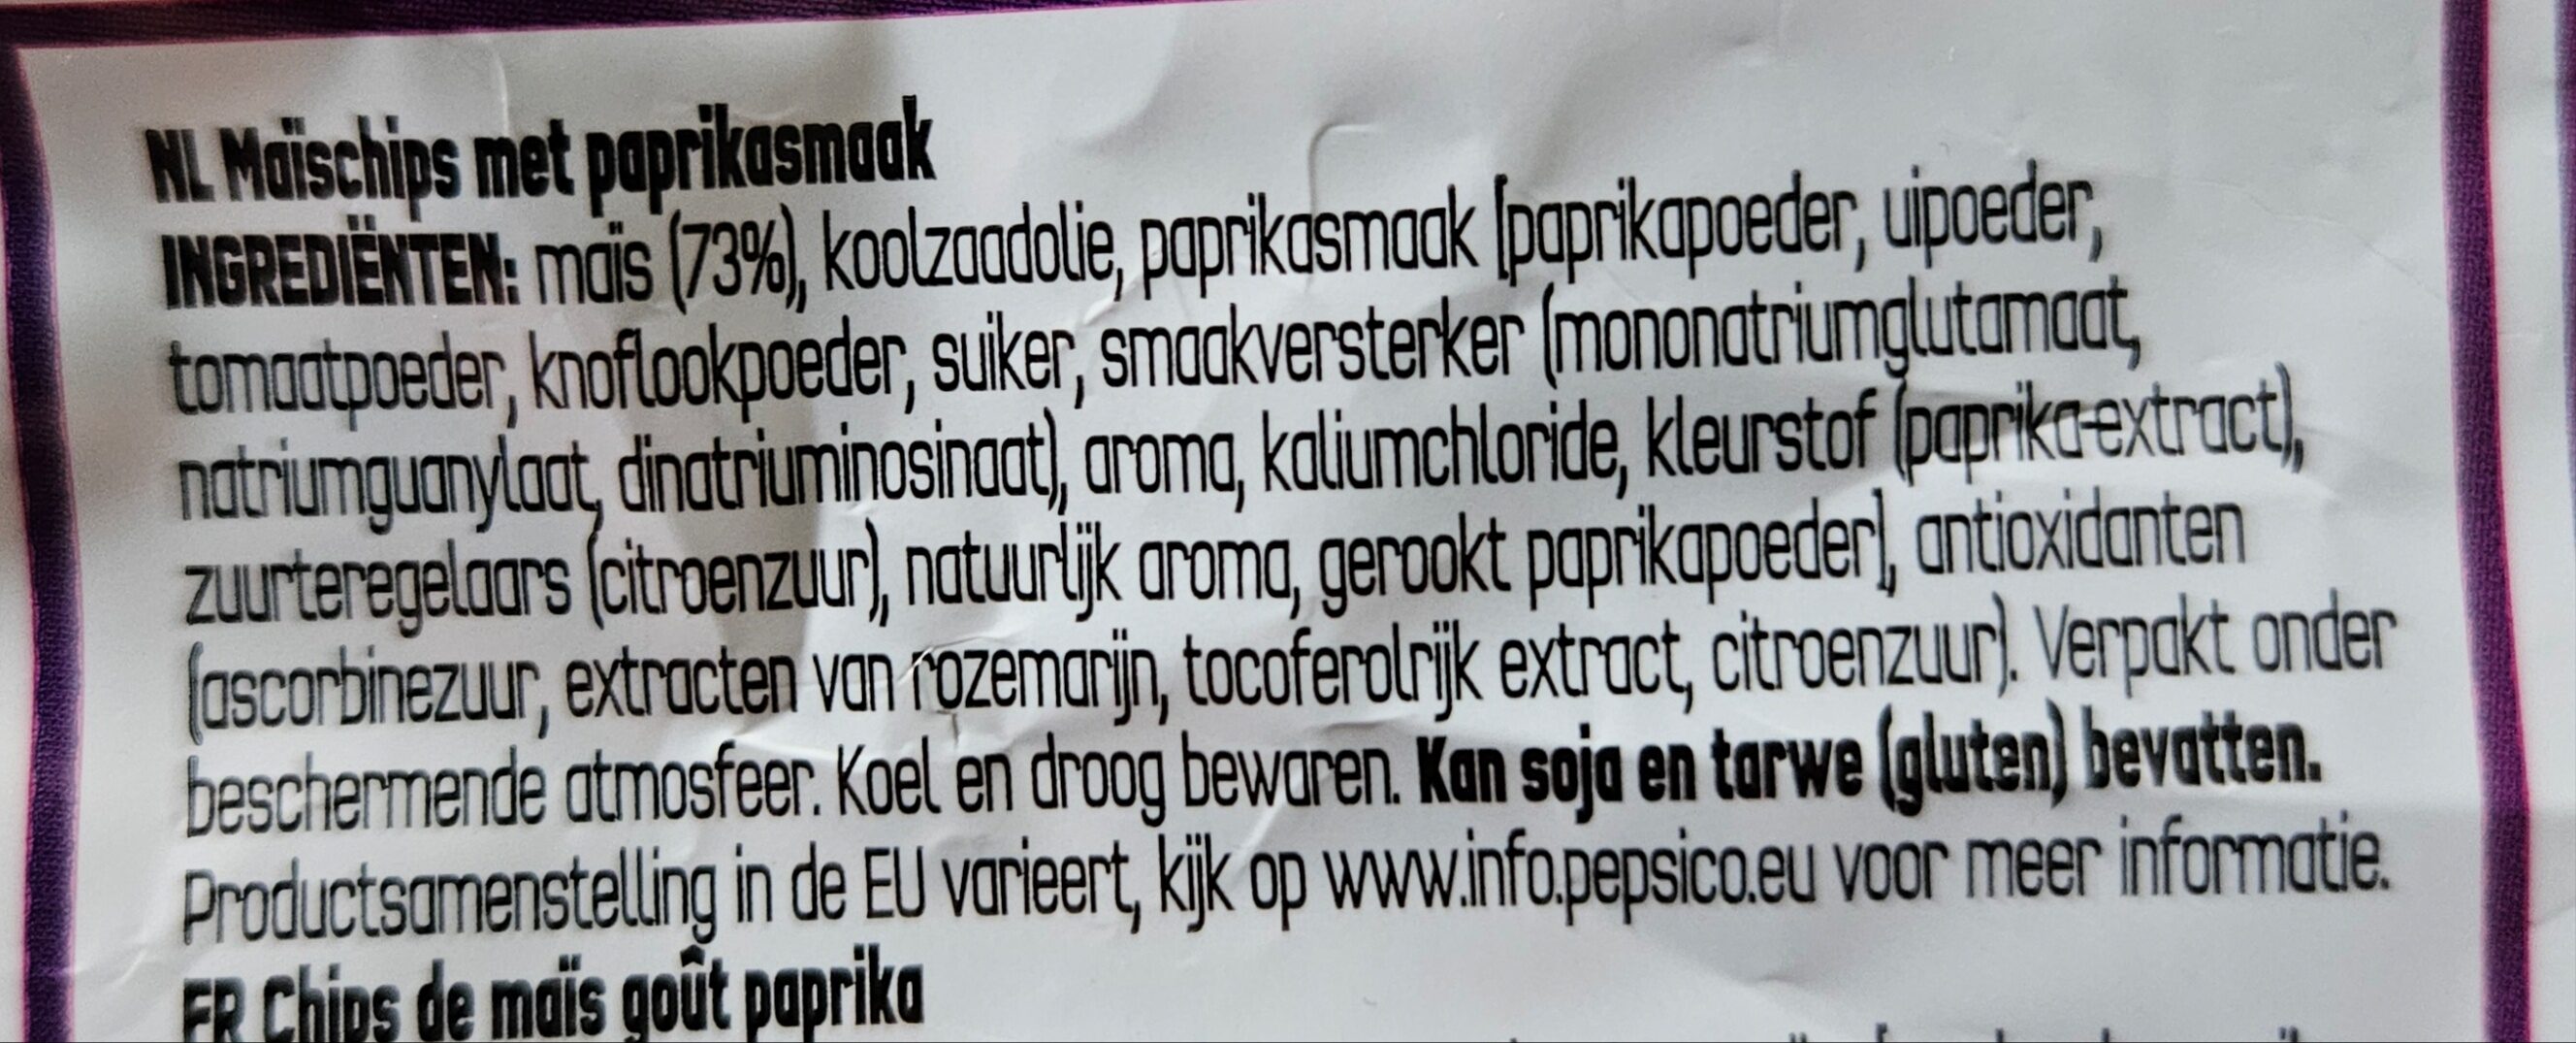 NL Maïschips met paprikasmaak
INGREDIËNTEN: maïs (73%), koolzaadolie, paprikasmaak [paprikapoeder, uipoeder,
tomaatpoeder, knoflookpoeder, suiker, smaakversterker (mononatriumglutamaat,
natriumguanylaat, dinatriuminosinaat), aroma, kaliumchloride, kleurstof (paprika-extract),
zuurteregelaars (citroenzuur), natuurlijk aroma, gerookt paprikapoeder], antioxidanten
(ascorbinezuur, extracten van rozemarijn, tocoferolrijk extract, citroenzuur). Verpakt onder
beschermende atmosfeer. Koel en droog bewaren. Kan soja en tarwe (gluten) bevatten.
Productsamenstelling in de EU varieert, kijk op www.info.pepsico.eu voor meer informatie.
FR Chips de maïs goût paprika